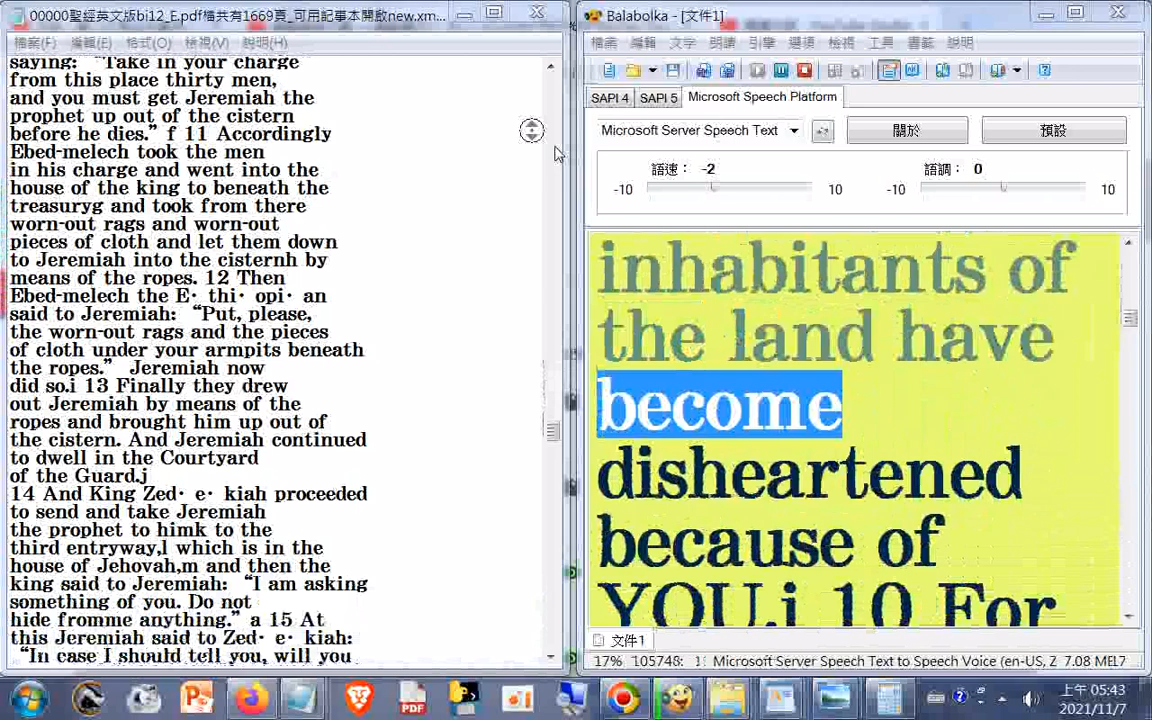 00000聖經英文版bi12_E.pdf檔共有1669頁_可用記事本開啟new.xm...
檔案(F) 編輯(E) 格式(O) 檢視(V) 說明(H)
saying: “Take in your charge
from this place thirty men,
and you must get Jeremiah the
prophet up out of the cistern
before he dies.” f 11 Accordingly
Ebed-melech took the men
in his charge and went into the
house of the king to beneath the
treasuryg and took from there
worn-out rags and worn-out
pieces of cloth and let them down
to Jeremiah into the cisternh by
means of the ropes. 12 Then
Ebed-melech the E· thi· opi· an
said to Jeremiah: “Put, please,
the worn-out rags and the pieces
of cloth under your armpits beneath
the ropes.” Jeremiah now
did so.i 13 Finally they drew
out Jeremiah by means of the
ropes and brought him up out of
the cistern. And Jeremiah continued
to dwell in the Courtyard
of the Guard.j
14 And King Zed· e· kiah proceeded
to send and take Jeremiah
the prophet to himk to the
third entryway,l which is in the
house of Jehovah,m and then the
king said to Jeremiah: “I am asking
something of you. Do not
hide fromme anything.” a 15 At
this Jeremiah said to Zed· e· kiah:
“In case I should tell you, will you
Balabolka - [文件1]
檔案 編輯 文字 朗讀 引擎 選項 檢視 工具 書籤 說明
SAPI 4 SAPI 5 Microsoft Speech Platform
Microsoft Server Speech Text 關於 預設
語速： -2 語調： 0
-10 10 -10 10
inhabitants of
the land have
become
disheartened
because of
YOU.i 10 For
文件1
17% 105748: Microsoft Server Speech Text to Speech Voice (en-US, Z 7.08 MEL7
上午 05:43
2021/11/7